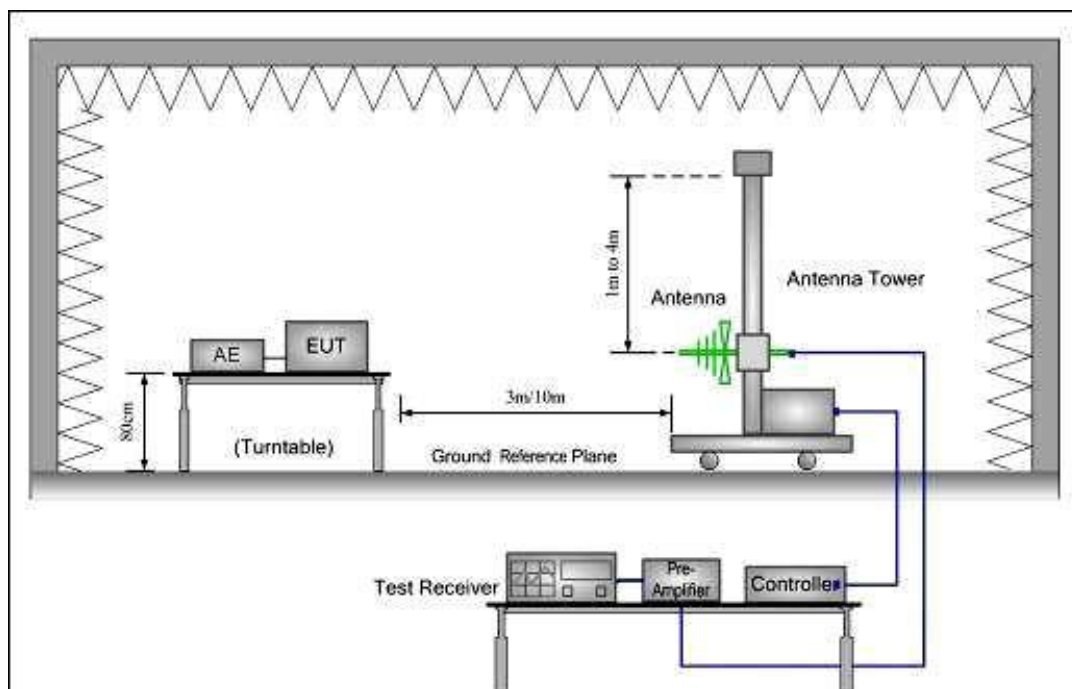 1m to 4m
Antenna
Antenna Tower
AE
EUT
80cm
3m/10m
(Turntable)
Ground Reference Plane
Test Receiver
Pre-
Amplifier
Controlle